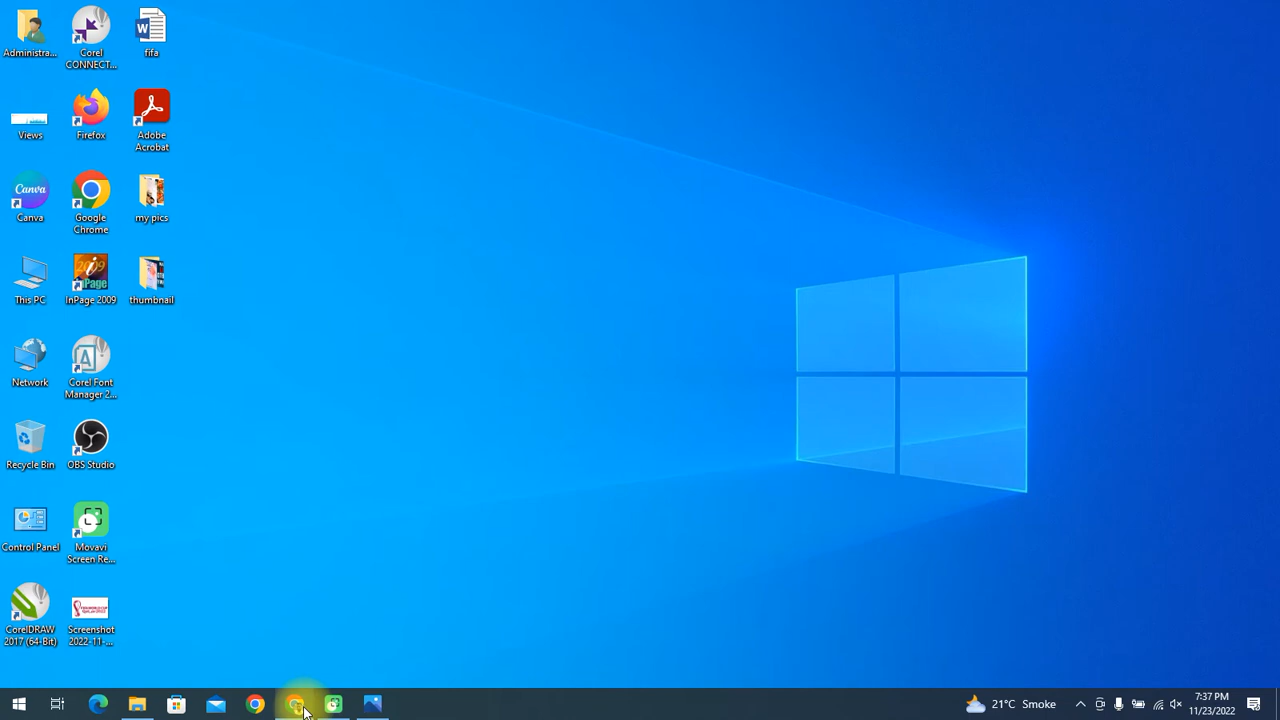 Administra...
Corel
CONNECT...
fifa
Views
Firefox
Adobe
Acrobat
Canva
Canva
Google
Chrome
my pics
This PC
2009
InPage 2009
thumbnail
Network
Corel Font
Manager 2...
Recycle Bin
OBS Studio
Control Panel
Movavi
Screen Re...
CorelDRAW
2017 (64-Bit)
Screenshot
2022-11-...
21°C Smoke
7:37 PM
11/23/2022